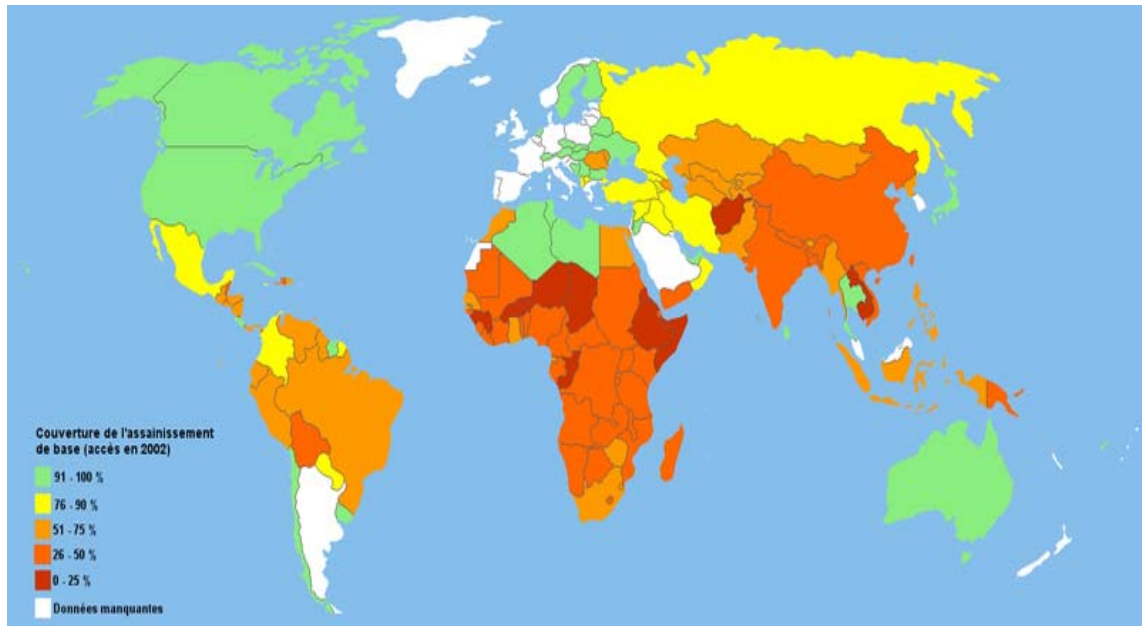 Couverture de l'assainissement
de base (accès en 2002)
91 - 100 %
76 - 90 %
51 - 75 %
26 - 50 %
0 - 25 %
Données manquantes